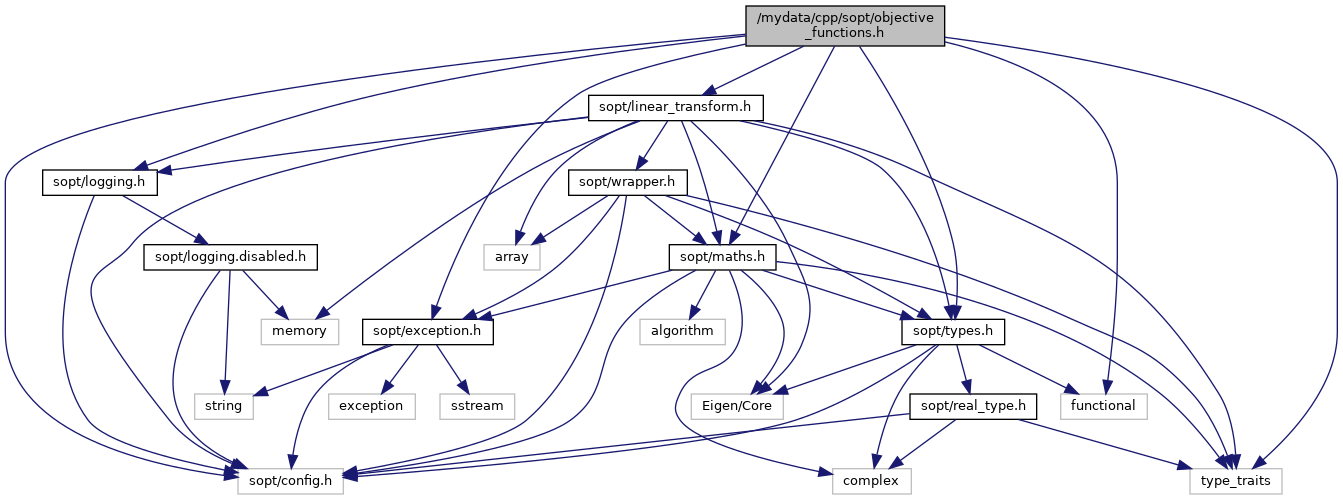 /mydata/cpp/sopt/objective
_functions.h
sopt/linear_transform.h
sopt/logging.h
sopt/wrapper.h
sopt/logging.disabled.h
array
sopt/maths.h
memory
sopt/exception.h
algorithm
sopt/types.h
string
exception
sstream
Eigen/Core
sopt/real_type.h
functional
sopt/config.h
complex
type_traits